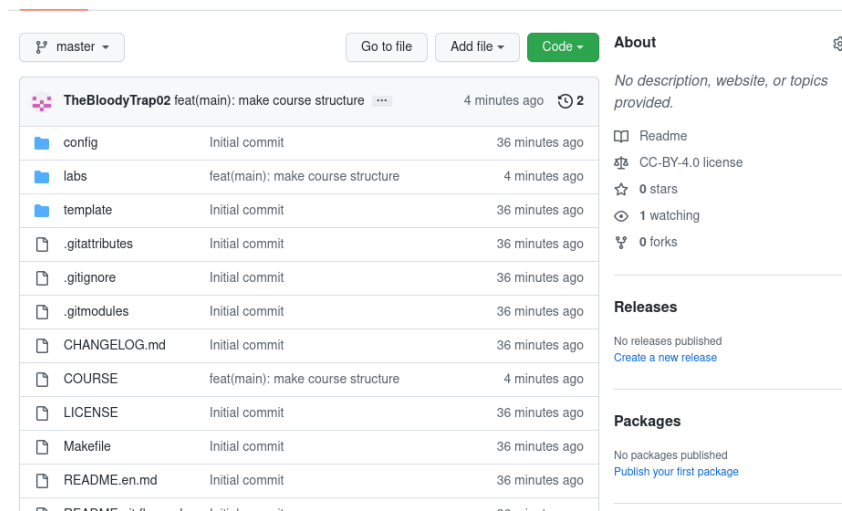 master Go to file Add file Code
TheBloodyTrap02 feat(main): make course structure ... 4 minutes ago 2
config Initial commit 36 minutes ago
labs feat(main): make course structure 4 minutes ago
template Initial commit 36 minutes ago
.gitattributes Initial commit 36 minutes ago
.gitignore Initial commit 36 minutes ago
.gitmodules Initial commit 36 minutes ago
CHANGELOG.md Initial commit 36 minutes ago
COURSE feat(main): make course structure 4 minutes ago
LICENSE Initial commit 36 minutes ago
Makefile Initial commit 36 minutes ago
README.en.md Initial commit 36 minutes ago
About
No description, website, or topics
provided.
Readme
CC-BY-4.0 license
0 stars
1 watching
0 forks
Releases
No releases published
Create a new release
Packages
No packages published
Publish your first package